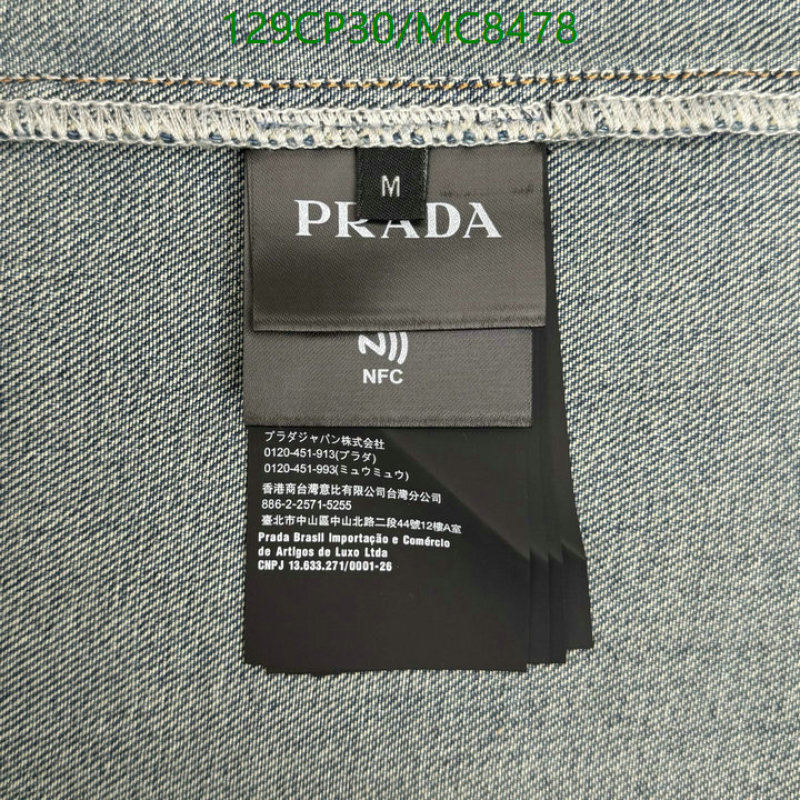 129CP30/MC8478
M
PRADA
NFC
プラダジャパン株式会社
0120-451-913(プラダ)
0120-451-993(ミュウミュウ)
香港商台灣意比有限公司台灣分公司
886-2-2571-5255
臺北市中山區中山北路二段44號12樓A室
Prada Brasil Importação e Comércio
de Artigos de Luxo Ltda
CNPJ 13.633.271/0001-26